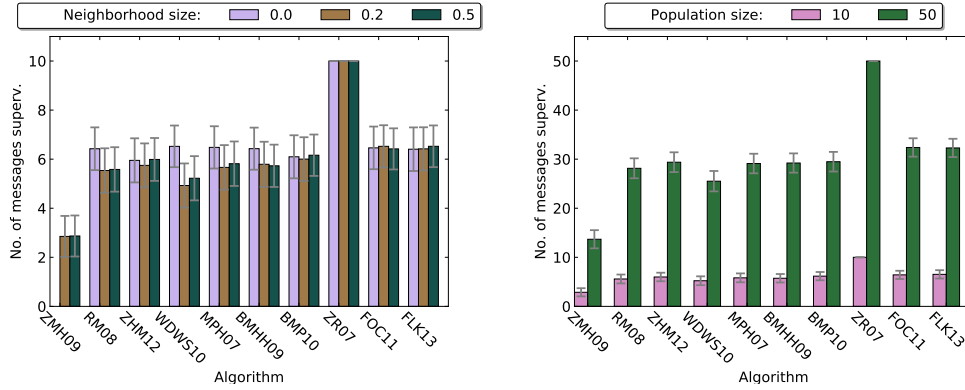 Neighborhood size: 0.0 0.2 0.5
No. of messages superv.
10
8
6
4
2
0
ZMH09 RM08 ZHM12 WDWS10 MPH07 BMHH09 BMP10 ZR07 FOC11 FLK13
Algorithm
Population size: 10 50
No. of messages superv.
50
40
30
20
10
0
ZMH09 RM08 ZHM12 WDWS10 MPH07 BMHH09 BMP10 ZR07 FOC11 FLK13
Algorithm